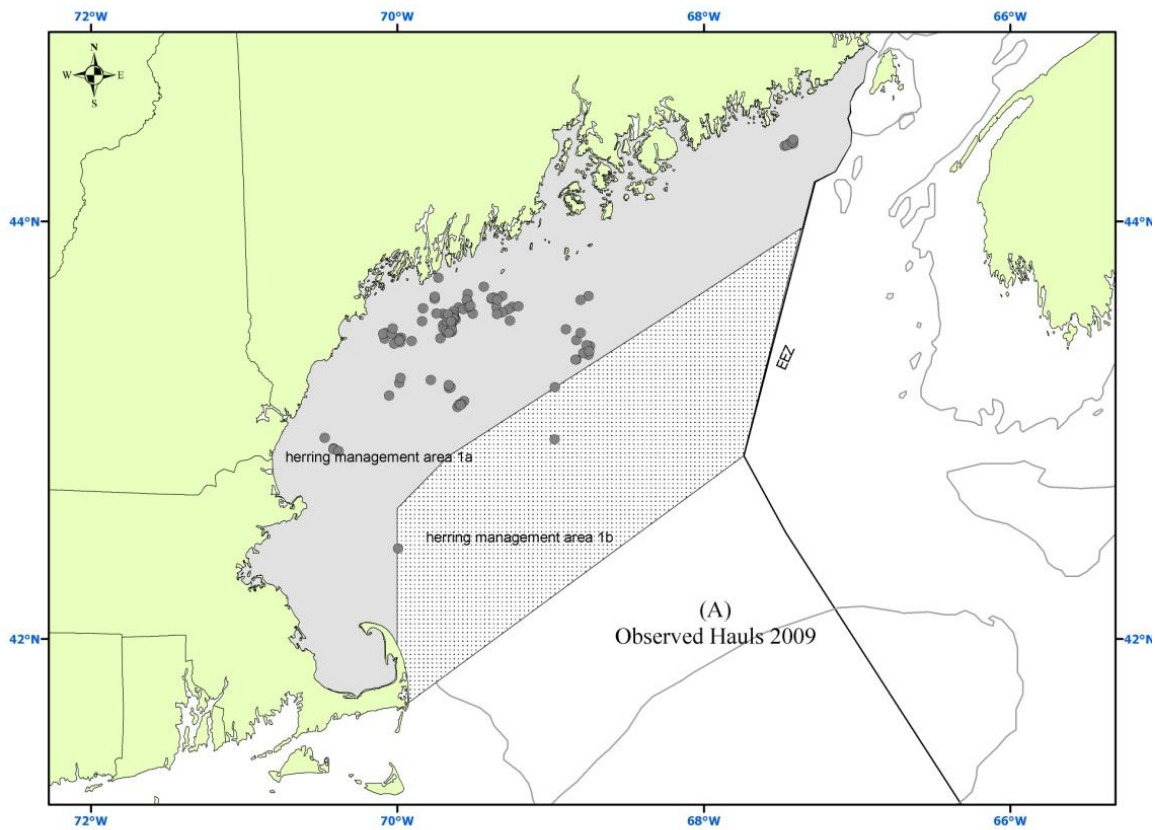 72°W 70°W 68°W 66°W
N
W E
S
44°N 44°N
EEZ
herring management area 1a
herring management area 1b
(A)
Observed Hauls 2009
42°N 42°N
72°W 70°W 68°W 66°W